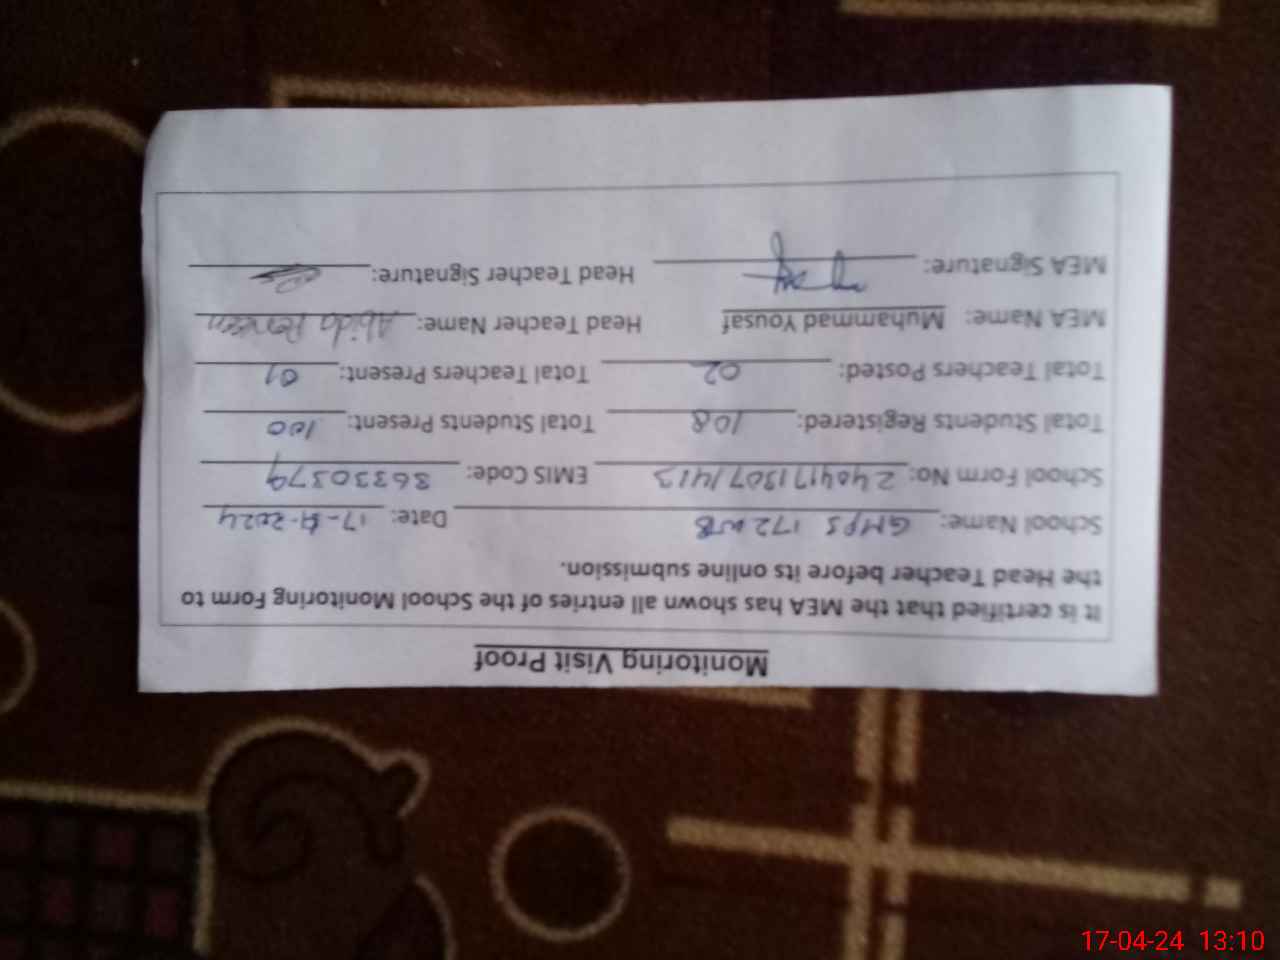 Monitoring Visit Proof
It is certified that the MEA has shown all entries of the School Monitoring Form to
the Head Teacher before its online submission.
School Name: GMPS 172 WB Date: 17-4-2024
School Form No: 24041713071413 EMIS Code: 36330379
Total Students Registered: 108 Total Students Present: 100
Total Teachers Posted: 02 Total Teachers Present: 01
MEA Name: Muhammad Yousaf Head Teacher Name: Abida Perveen
MEA Signature: Head Teacher Signature:
17-04-24 13:10